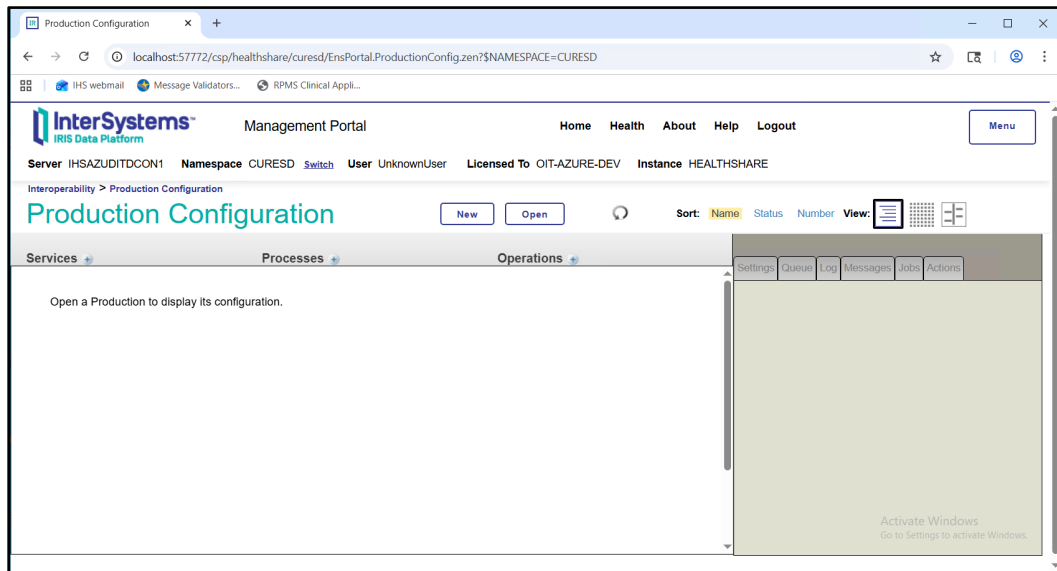 Production Configuration
localhost:57772/csp/healthshare/curesd/EnsPortal.ProductionConfig.zen?$NAMESPACE=CURESD
IHS webmail Message Validators... RPMS Clinical Appli...
InterSystems™
IRIS Data Platform
Management Portal
Home Health About Help Logout
Menu
Server IHSAZUDITDCON1 Namespace CURESD Switch User UnknownUser Licensed To OIT-AZURE-DEV Instance HEALTHSHARE
Interoperability > Production Configuration
Production Configuration
New Open
Sort: Name Status Number View:
Services Processes Operations
Settings Queue Log Messages Jobs Actions
Open a Production to display its configuration.
Activate Windows
Go to Settings to activate Windows.